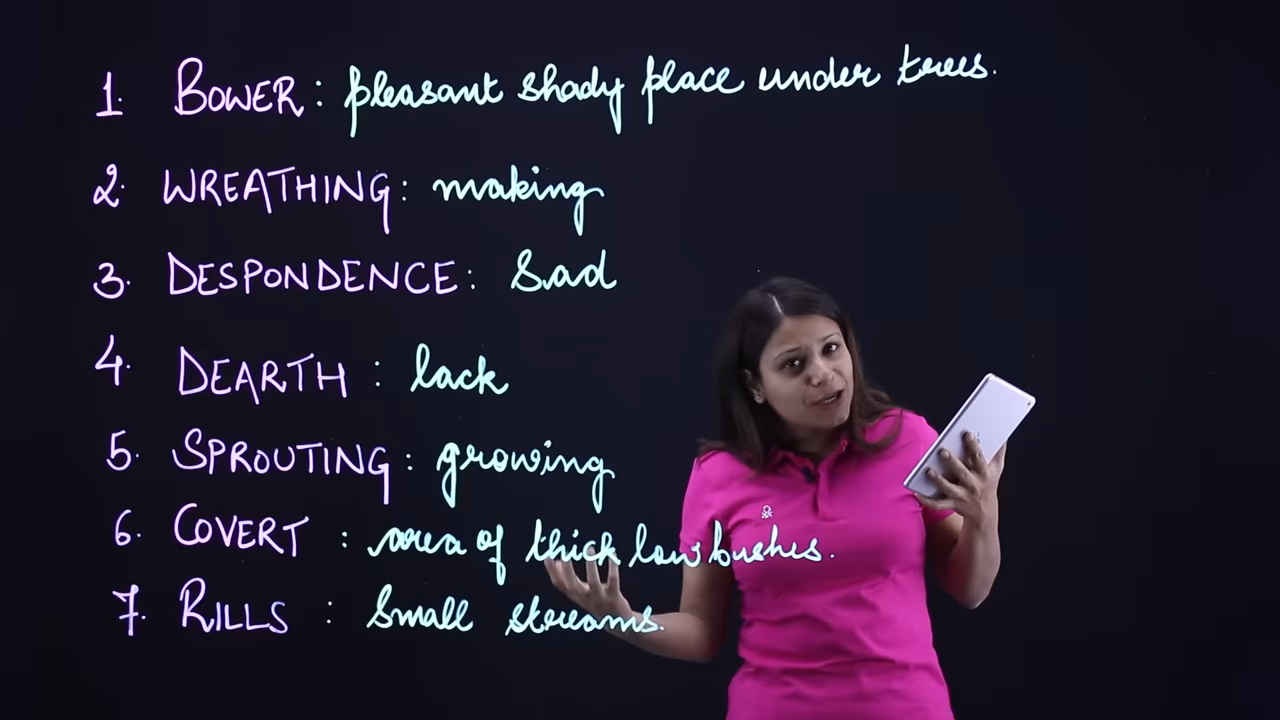 1. BOWER : pleasant shady place under trees.
2. WREATHING : making
3. DESPONDENCE : Sad
4. DEARTH : lack
5. SPROUTING : growing
6. COVERT : area of thick low bushes.
7. RILLS : Small streams.